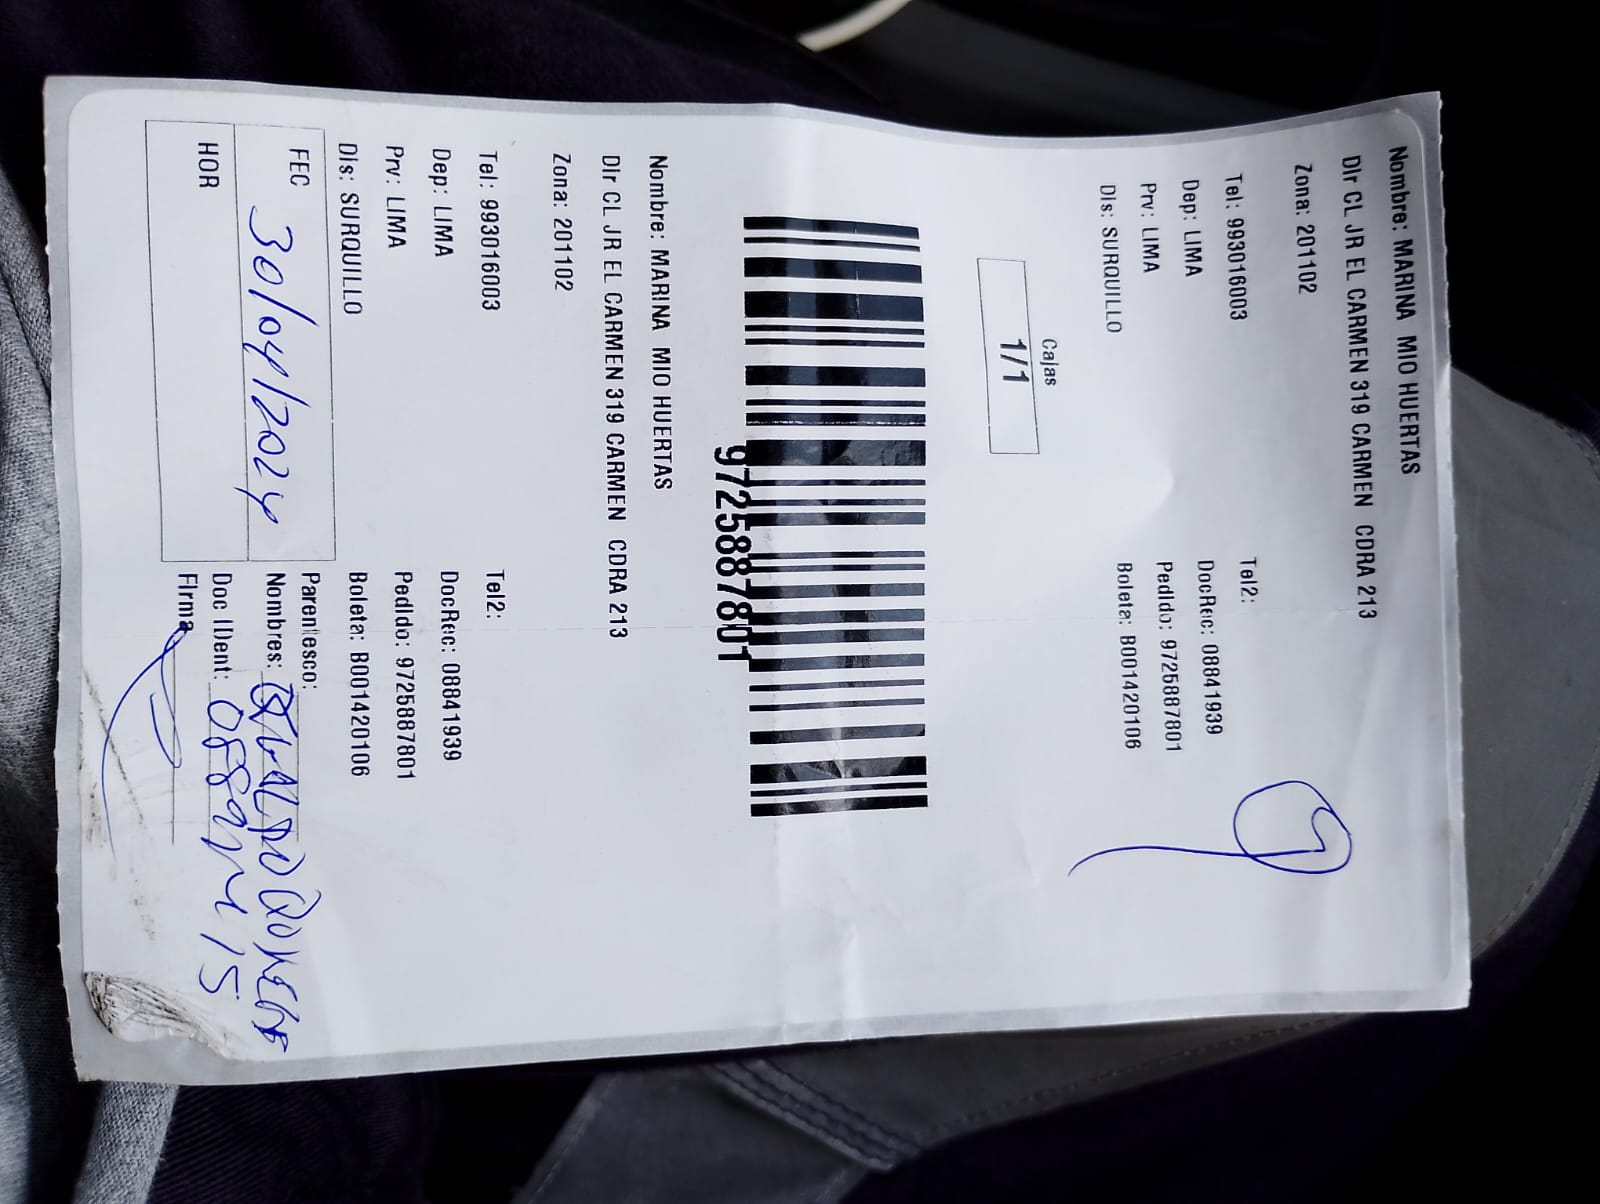 Nombre: MARINA MIO HUERTAS
Dir CL JR EL CARMEN 319 CARMEN CDRA 213
Zona: 201102
Tel: 993016003 Tel2:
Dep: LIMA DocRec: 08841939
Prv: LIMA Pedido: 9725887801
Dis: SURQUILLO Boleta: B001420106
Cajas
1/1
9725887801
Nombre: MARINA MIO HUERTAS
Dir CL JR EL CARMEN 319 CARMEN CDRA 213
Zona: 201102
Tel: 993016003 Tel2:
Dep: LIMA DocRec: 08841939
Prv: LIMA Pedido: 9725887801
Dis: SURQUILLO Boleta: B001420106
FEC 30/04/2024 Parentesco:
Nombres:
HOR Doc IDent:
Firma